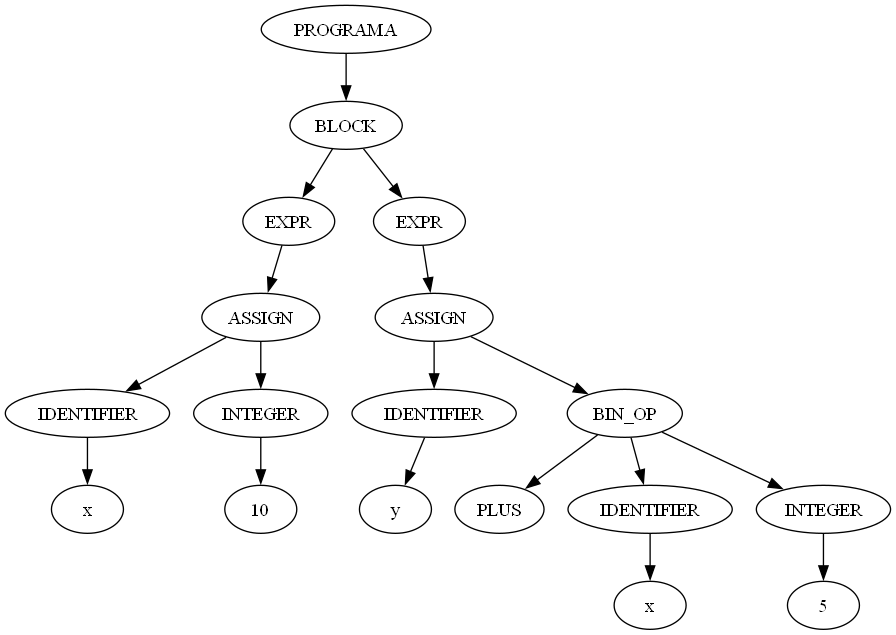 PROGRAMA
BLOCK
EXPR
EXPR
ASSIGN
ASSIGN
IDENTIFIER
INTEGER
IDENTIFIER
BIN_OP
x
10
y
PLUS
IDENTIFIER
INTEGER
x
5